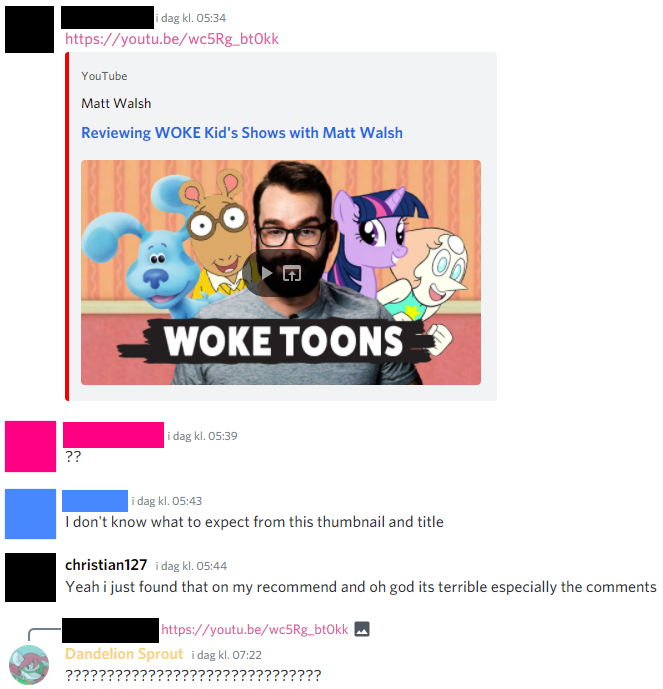 i dag kl. 05:34
https://youtu.be/wc5Rg_bt0kk
YouTube
Matt Walsh
Reviewing WOKE Kid's Shows with Matt Walsh
WOKE TOONS
i dag kl. 05:39
??
i dag kl. 05:43
I don't know what to expect from this thumbnail and title
christian127 i dag kl. 05:44
Yeah i just found that on my recommend and oh god its terrible especially the comments
https://youtu.be/wc5Rg_bt0kk
Dandelion Sprout i dag kl. 07:22
???????????????????????????????